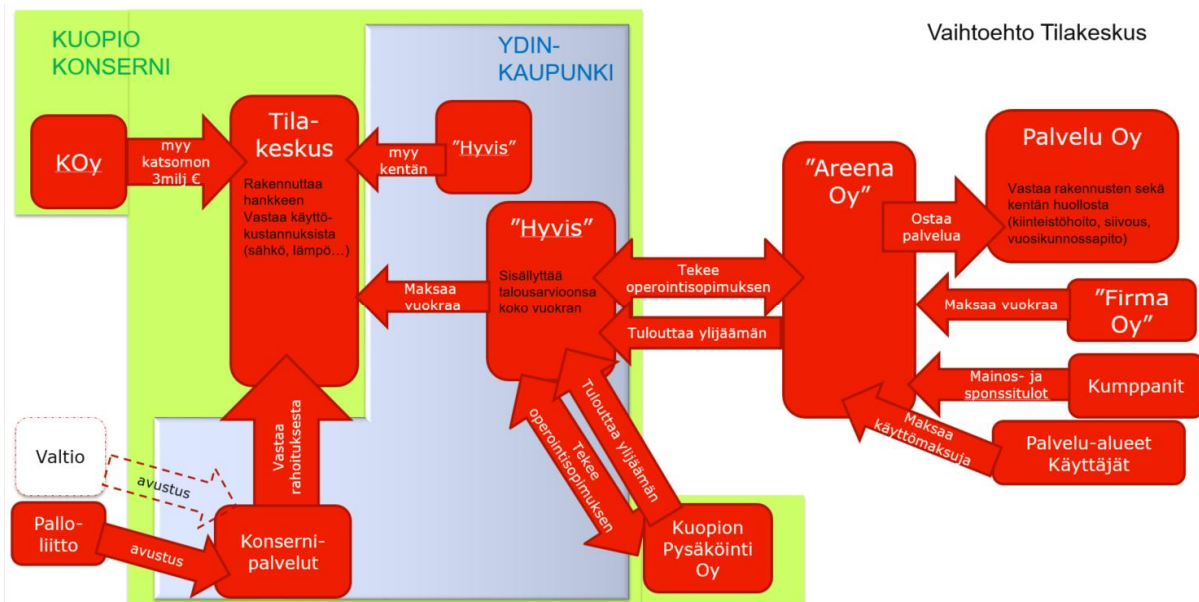 KUOPIO
KONSERNI
YDIN-
KAUPUNKI
Vaihtoehto Tilakeskus
KOy
myy
katsomon
3milj €
Tila-
keskus
Rakennuttaa
hankkeen
Vastaa käyttö-
kustannuksista
(sähkö, lämpö...)
myy
kentän
"Hyvis"
"Hyvis"
Sisällyttää
talousarvioonsa
koko vuokran
Maksaa
vuokraa
Tekee
operointisopimuksen
Tulouttaa ylijäämän
"Areena
Oy"
Ostaa
palvelua
Palvelu Oy
Vastaa rakennusten sekä
kentän huollosta
(kiinteistöhoito, siivous,
vuosikunnossapito)
Maksaa vuokraa
"Firma
Oy"
Mainos- ja
sponssitulot
Kumppanit
Maksaa
käyttömaksuja
Palvelu-alueet
Käyttäjät
Vastaa
rahoituksesta
Tulouttaa ylijäämän
Tekee
operointisopimuksen
Valtio
avustus
Pallo-
liitto
avustus
Konserni-
palvelut
Kuopion
Pysäköinti
Oy